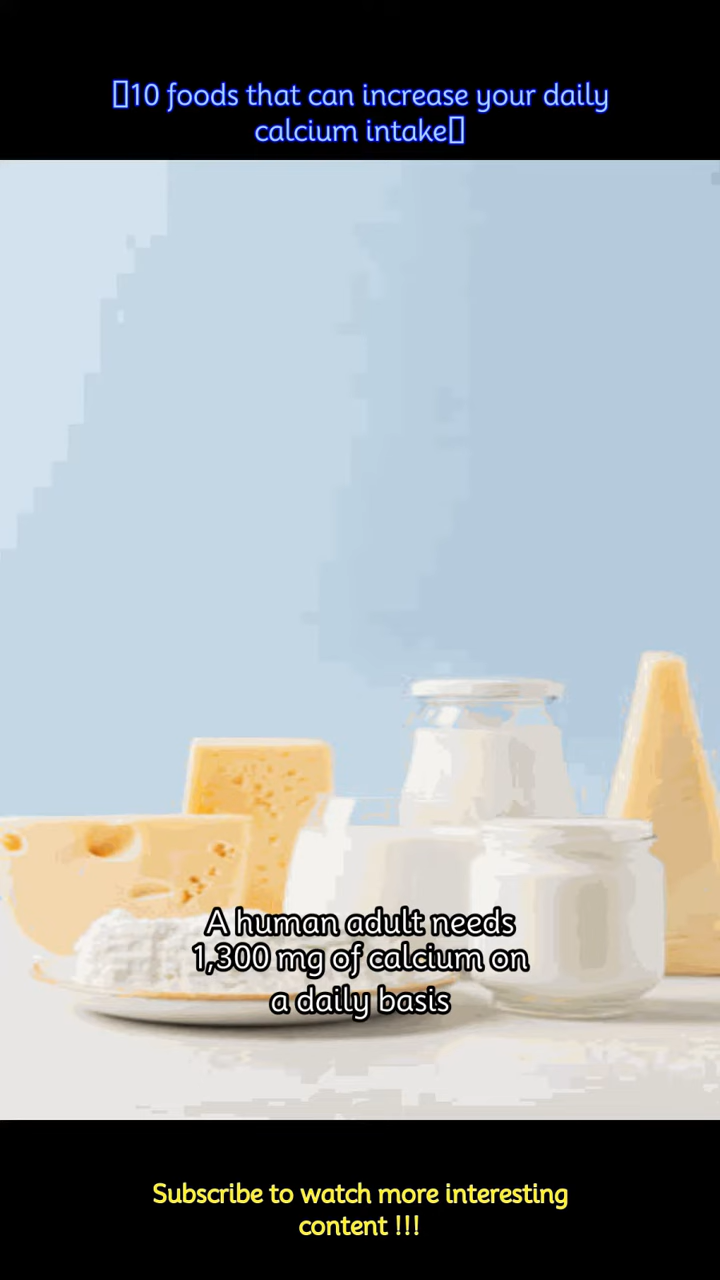 ▯10 foods that can increase your daily
calcium intake▯
A human adult needs
1,300 mg of calcium on
a daily basis
Subscribe to watch more interesting
content !!!